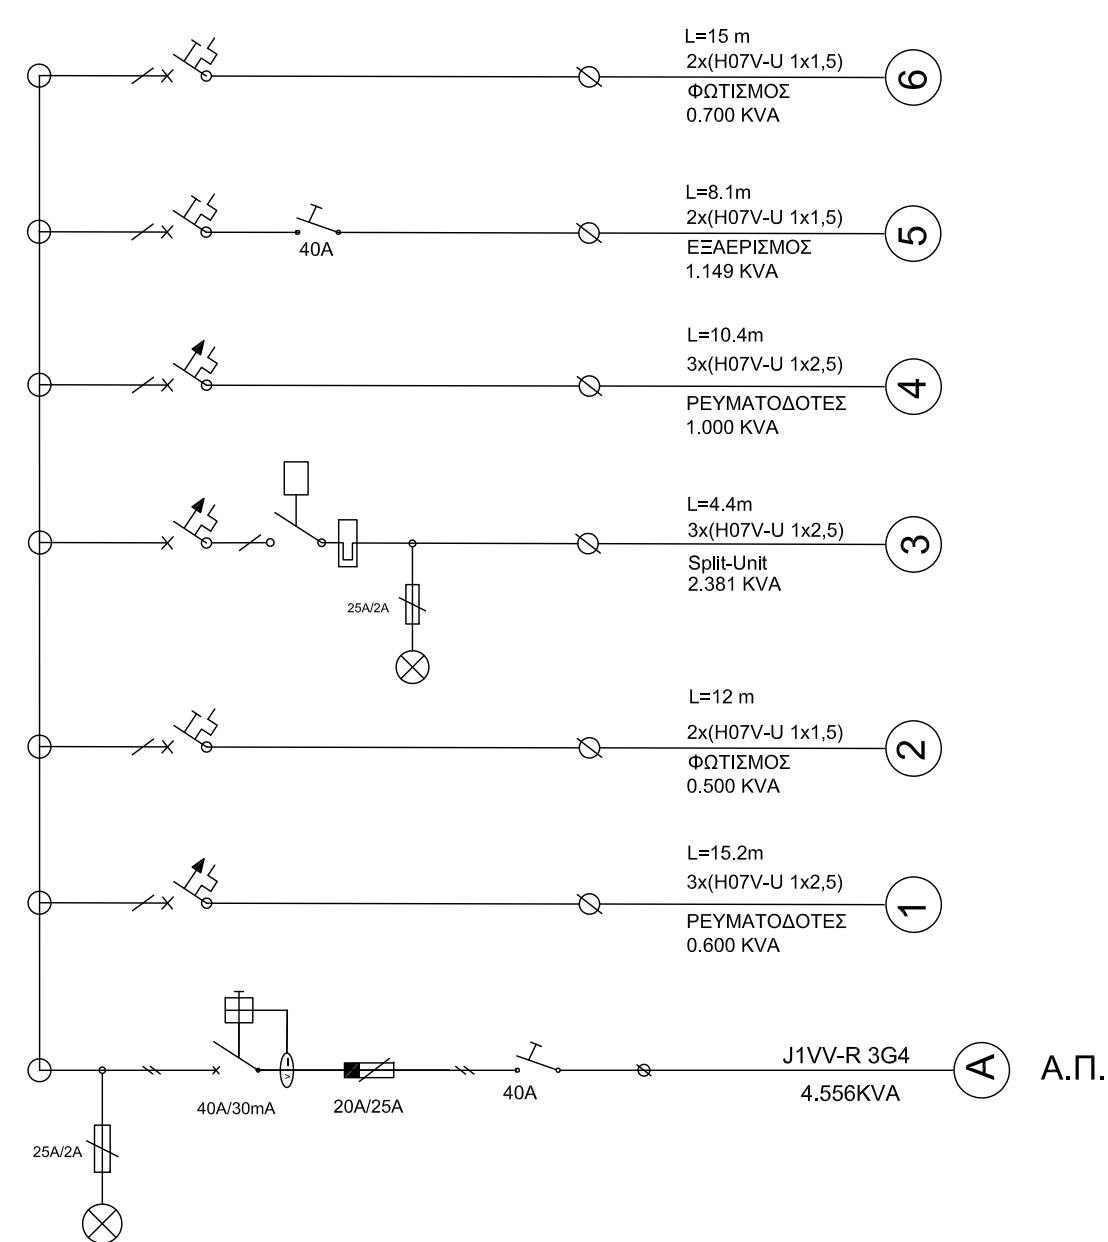 L=15 m
2x(H07V-U 1x1,5)
ΦΩΤΙΣΜΟΣ
0.700 KVA
6
L=8.1m
2x(H07V-U 1x1,5)
ΕΞΑΕΡΙΣΜΟΣ
1.149 KVA
5
40A
L=10.4m
3x(H07V-U 1x2,5)
ΡΕΥΜΑΤΟΔΟΤΕΣ
1.000 KVA
4
L=4.4m
3x(H07V-U 1x2,5)
Split-Unit
2.381 KVA
3
25A/2A
L=12 m
2x(H07V-U 1x1,5)
ΦΩΤΙΣΜΟΣ
0.500 KVA
2
L=15.2m
3x(H07V-U 1x2,5)
ΡΕΥΜΑΤΟΔΟΤΕΣ
0.600 KVA
1
40A/30mA
20A/25A
40A
J1VV-R 3G4
4.556KVA
A
Α.Π.
25A/2A